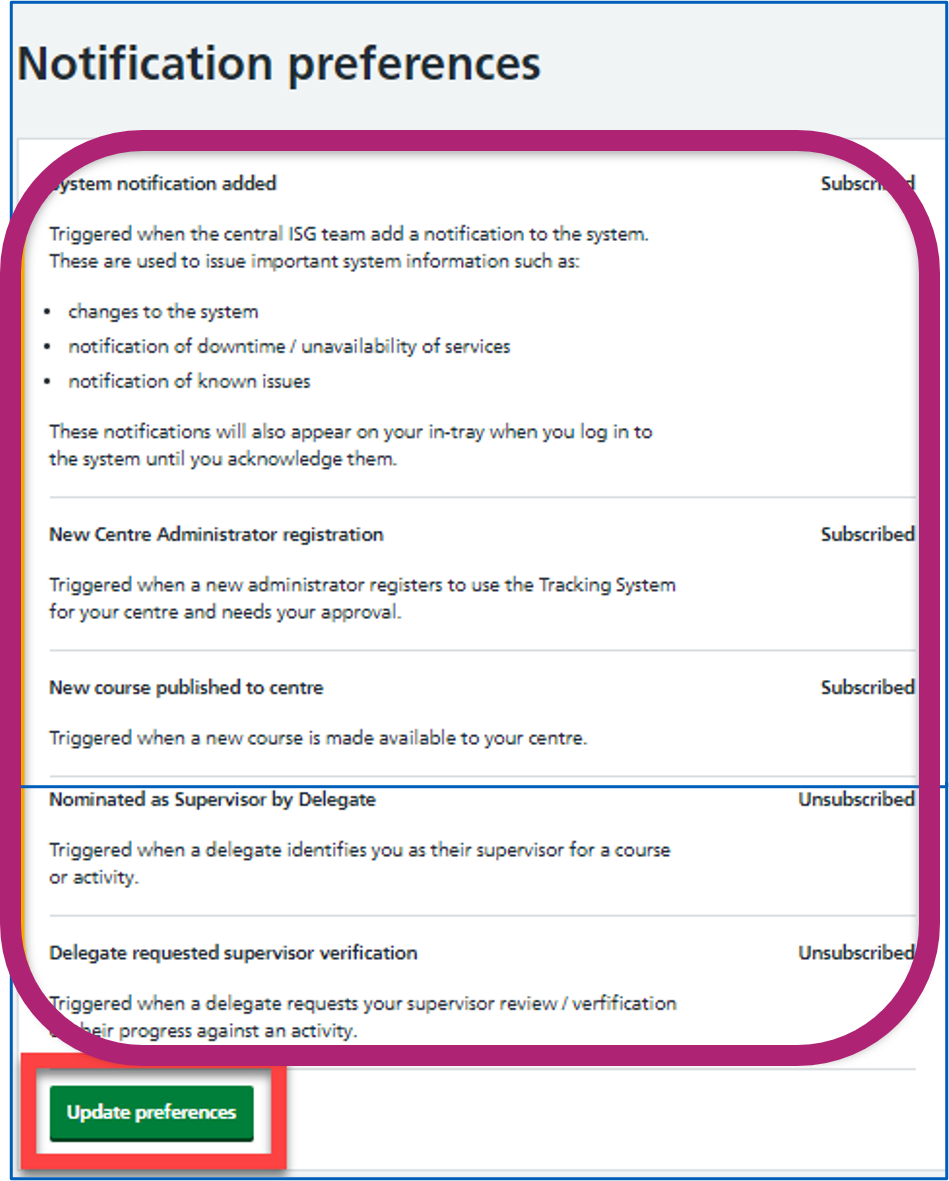 Notification preferences
System notification added Subscribed
Triggered when the central ISG team add a notification to the system.
These are used to issue important system information such as:
• changes to the system
• notification of downtime / unavailability of services
• notification of known issues
These notifications will also appear on your in-tray when you log in to
the system until you acknowledge them.
New Centre Administrator registration Subscribed
Triggered when a new administrator registers to use the Tracking System
for your centre and needs your approval.
New course published to centre Subscribed
Triggered when a new course is made available to your centre.
Nominated as Supervisor by Delegate Unsubscribed
Triggered when a delegate identifies you as their supervisor for a course
or activity.
Delegate requested supervisor verification Unsubscribed
Triggered when a delegate requests your supervisor review / verfification
their progress against an activity.
Update preferences